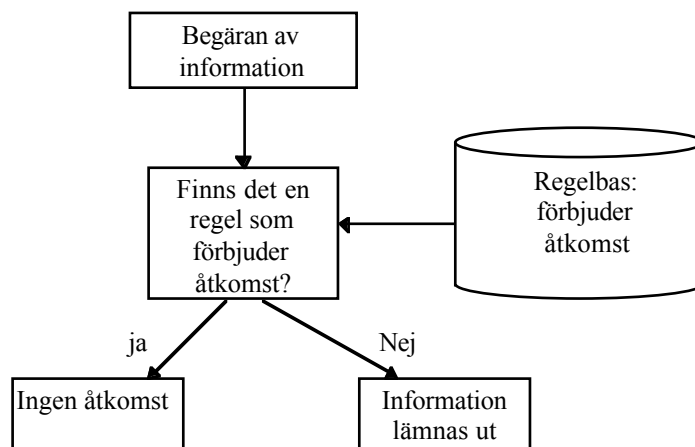 Begäran av
information
Finns det en
regel som
förbjuder
åtkomst?
Regelbas:
förbjuder
åtkomst
ja
Nej
Ingen åtkomst
Information
lämnas ut